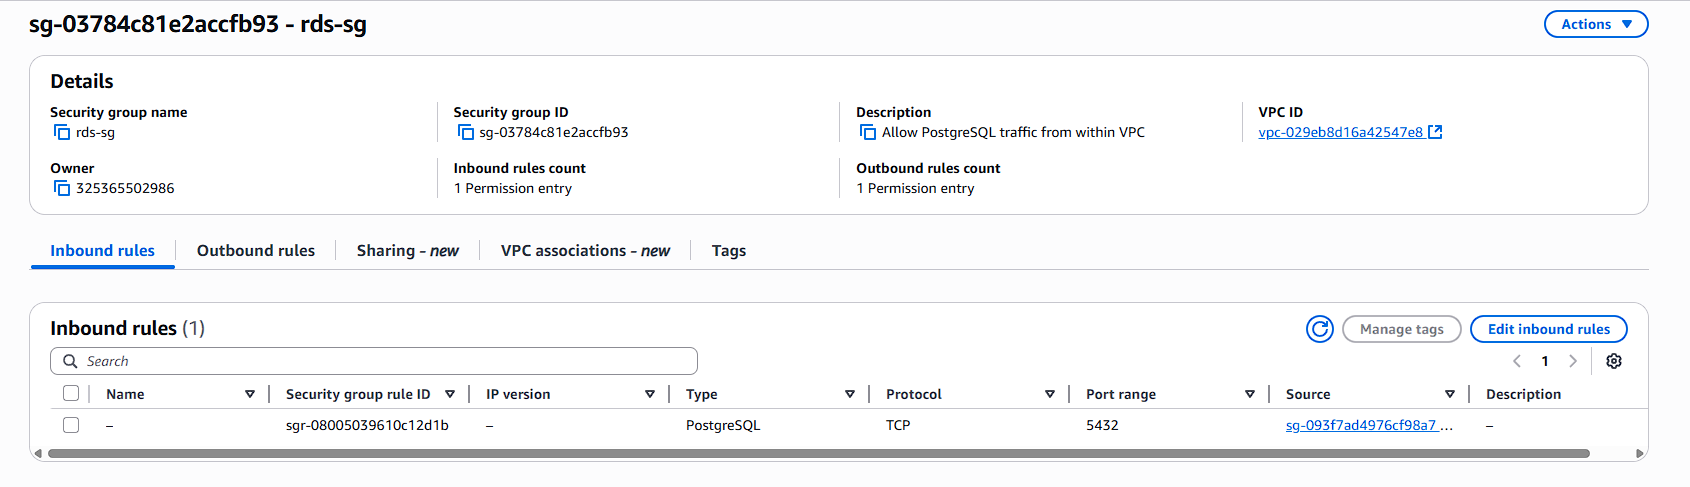 sg-03784c81e2accfb93 - rds-sg
Actions
Details
Security group name
rds-sg
Security group ID
sg-03784c81e2accfb93
Description
Allow PostgreSQL traffic from within VPC
VPC ID
vpc-029eb8d16a42547e8
Owner
325365502986
Inbound rules count
1 Permission entry
Outbound rules count
1 Permission entry
Inbound rules
Outbound rules
Sharing - new
VPC associations - new
Tags
Inbound rules (1)
Manage tags
Edit inbound rules
Search
1
Name
Security group rule ID
IP version
Type
Protocol
Port range
Source
Description
–
sgr-08005039610c12d1b
–
PostgreSQL
TCP
5432
sg-093f7ad4976cf98a7 ...
–